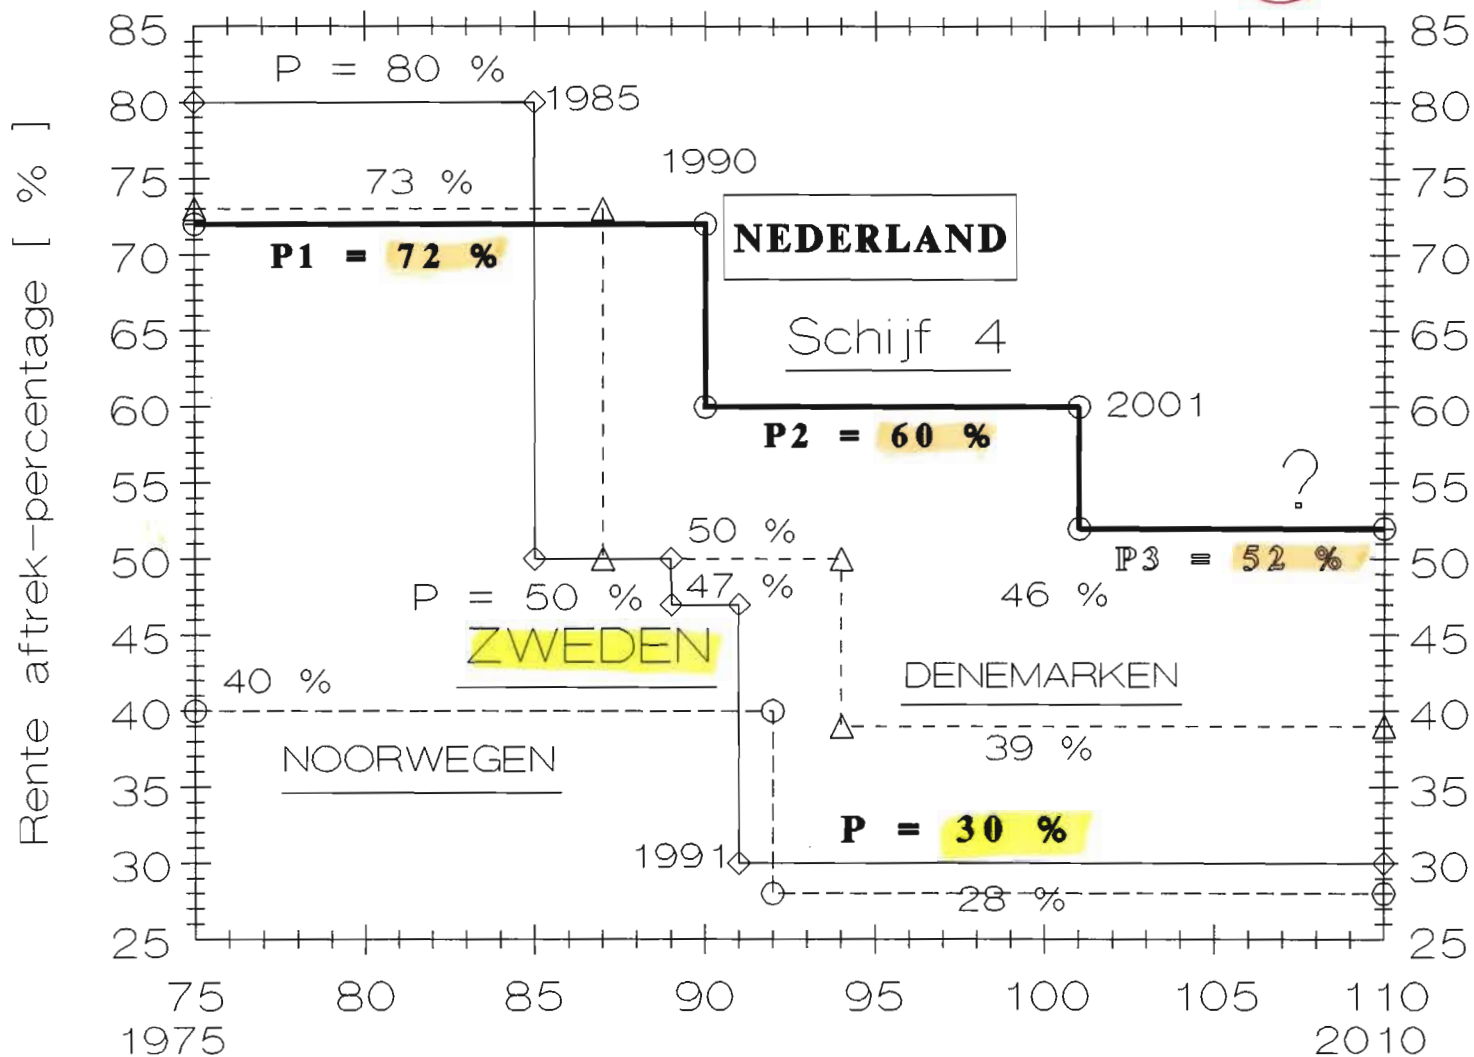 Rente aftrek-percentage [ % ]
85 85
P = 80 %
80 1985 80
1990
75 73 % 75
NEDERLAND
70 P1 = 72 % 70
65 Schijf 4 65
60 2001 60
P2 = 60 %
?
55 55
50 %
50 P3 = 52 % 50
P = 50 % 47 % 46 %
45 ZWEDEN 45
40 % DENEMARKEN
40 40
NOORWEGEN 39 %
35 35
P = 30 %
30 1991 30
28 %
25 25
75 80 85 90 95 100 105 110
1975 2010